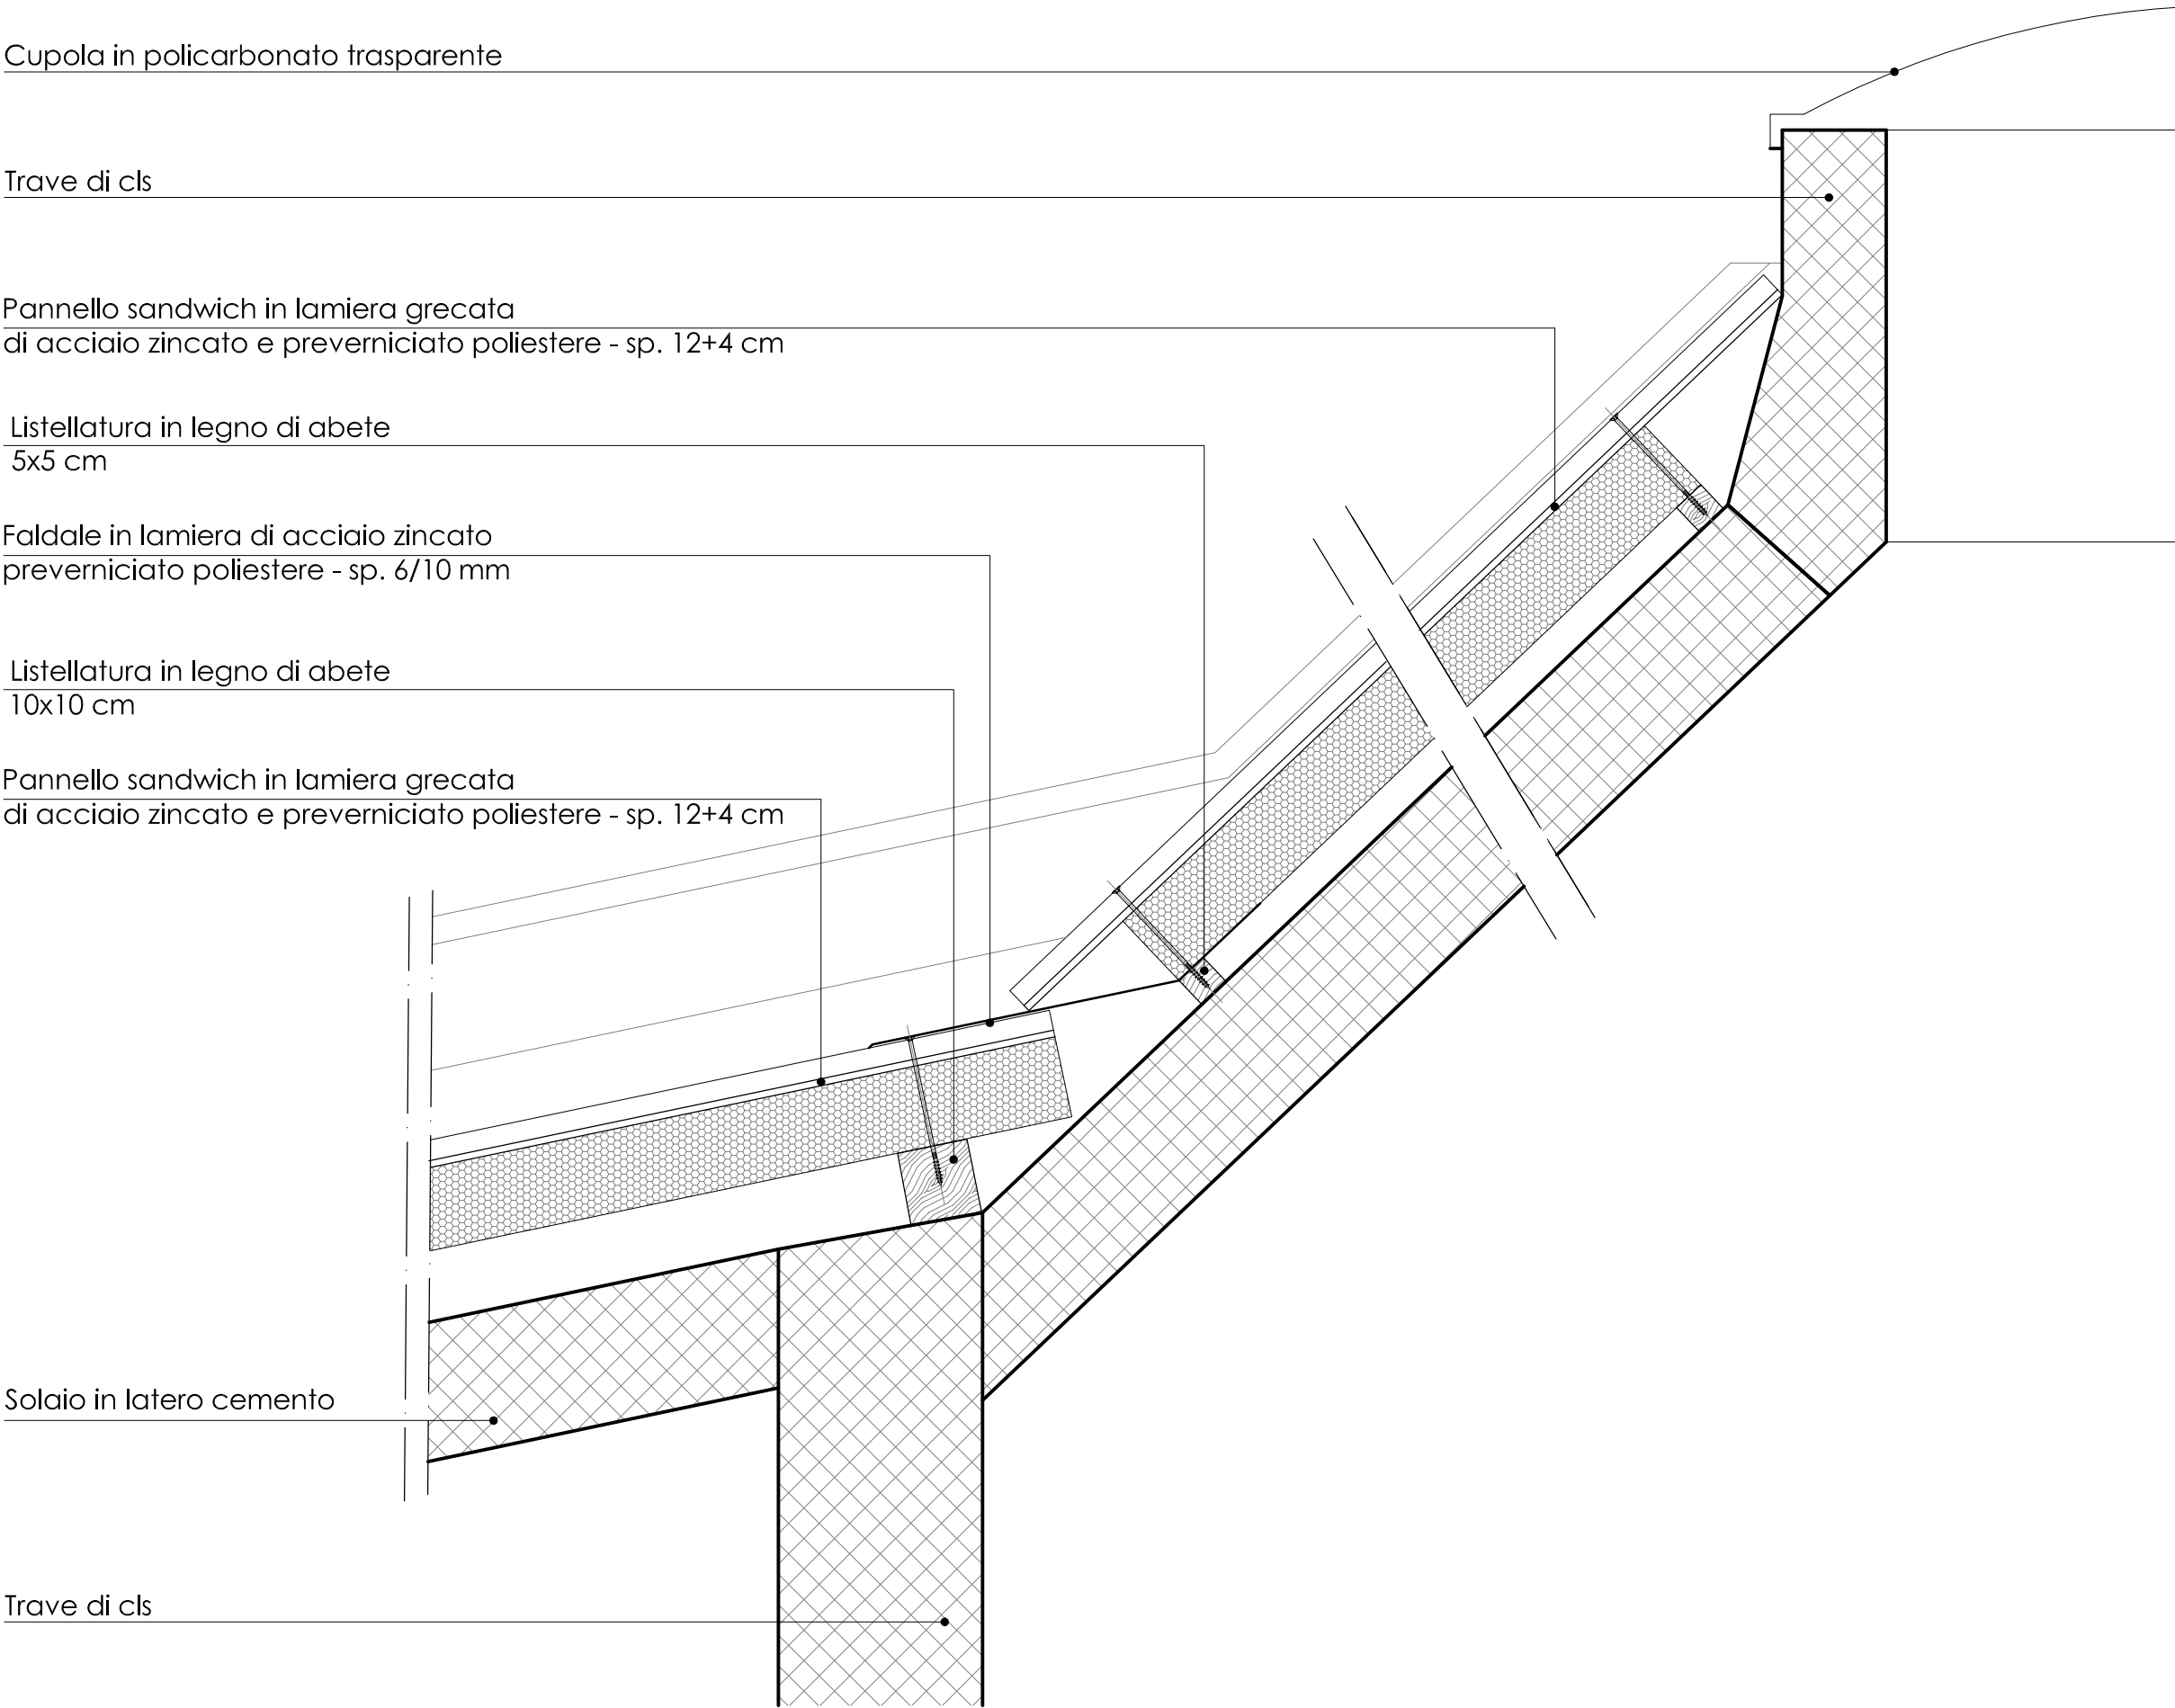 Cupola in policarbonato trasparente
Trave di cls
Pannello sandwich in lamiera grecata
di acciaio zincato e preverniciato poliestere - sp. 12+4 cm
Listellatura in legno di abete
5x5 cm
Faldale in lamiera di acciaio zincato
preverniciato poliestere - sp. 6/10 mm
Listellatura in legno di abete
10x10 cm
Pannello sandwich in lamiera grecata
di acciaio zincato e preverniciato poliestere - sp. 12+4 cm
Solaio in latero cemento
Trave di cls